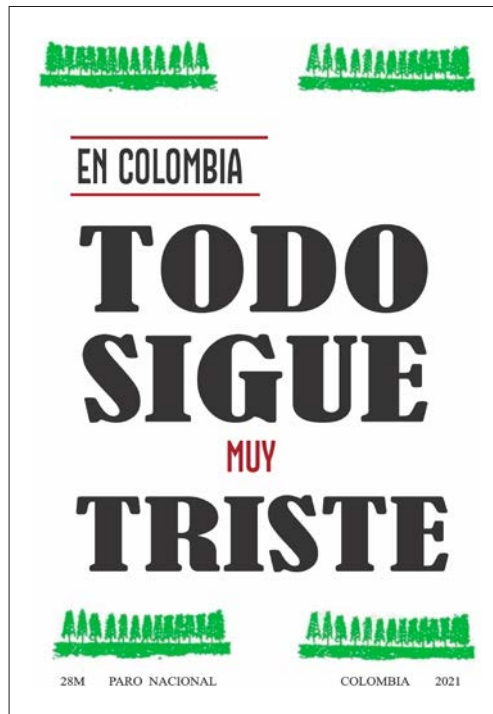 EN COLOMBIA
TODO
SIGUE
MUY
TRISTE
28M PARO NACIONAL COLOMBIA 2021